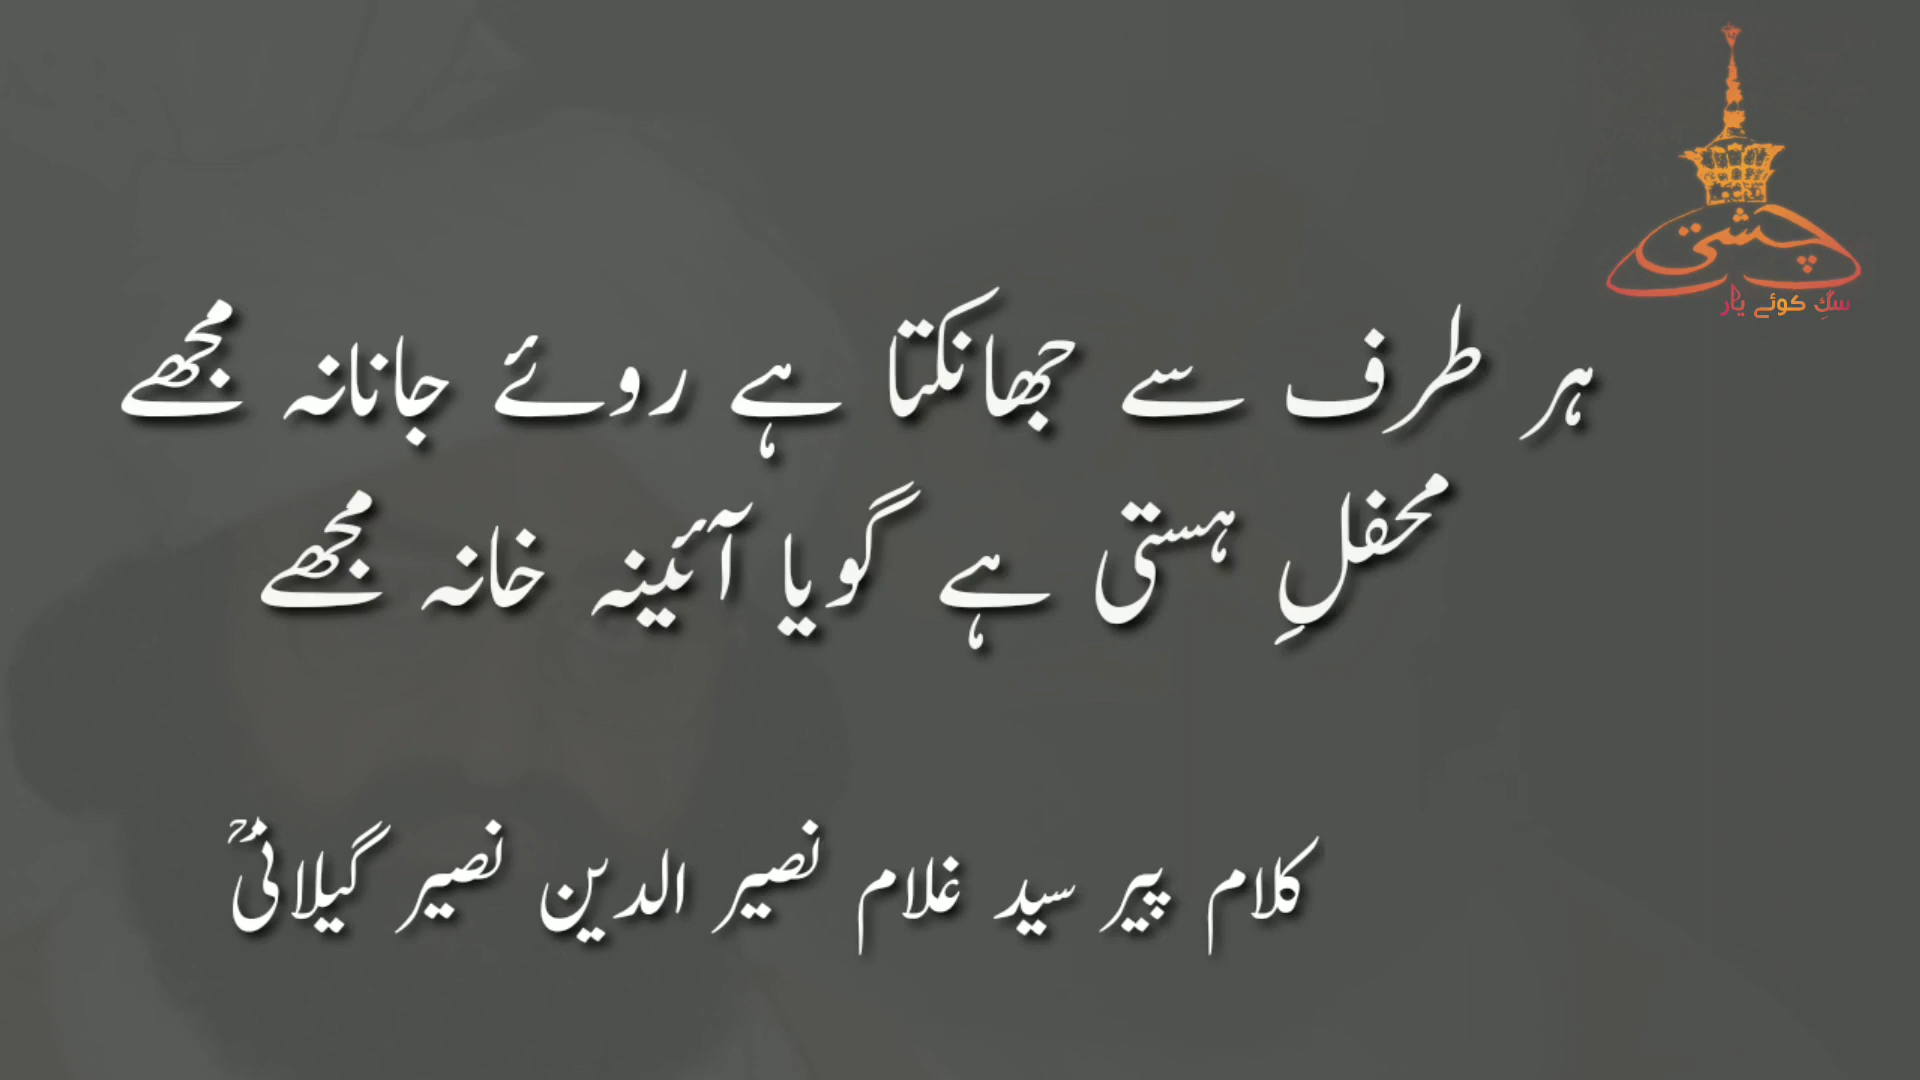 چشتی
سگِ کوئے یار
ہر طرف سے جھانکتا ہے روئے جانانہ مجھے
محفلِ ہستی ہے گویا آئینہ خانہ مجھے
کلام پیر سید غلام نصیر الدین نصیر گیلانیؒ